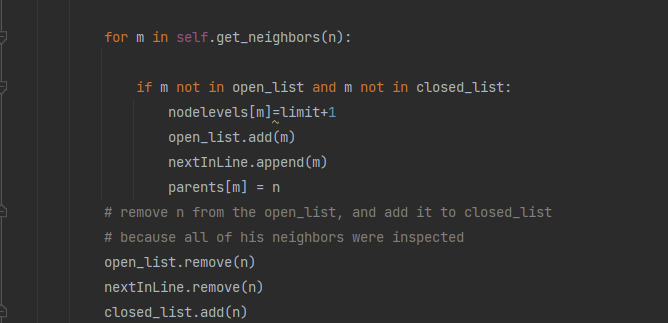 for m in self.get_neighbors(n):
if m not in open_list and m not in closed_list:
nodelevels[m]=limit+1
open_list.add(m)
nextInLine.append(m)
parents[m] = n
# remove n from the open_list, and add it to closed_list
# because all of his neighbors were inspected
open_list.remove(n)
nextInLine.remove(n)
closed_list.add(n)